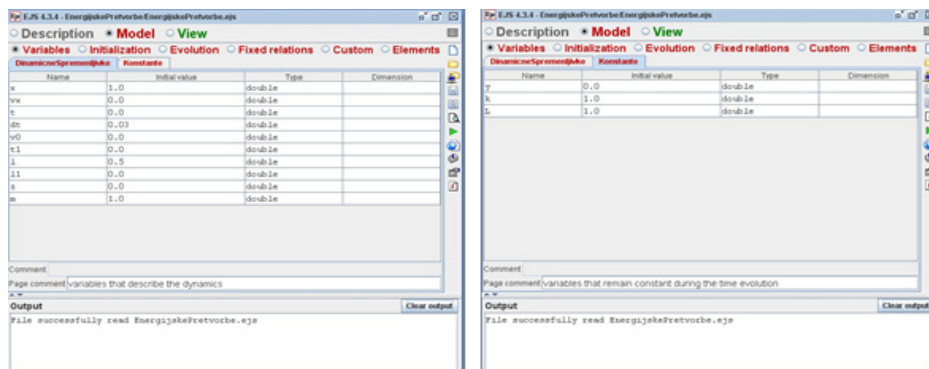 EJS 4.3.4 - EnergijskePretvorbe/EnergijskePretvorbe.ejs
Description Model View
Variables Initialization Evolution Fixed relations Custom Elements
DinamicneSpremenljivke Konstante
Name Initial value Type Dimension
x 1.0 double
vx 0.0 double
t 0.0 double
dt 0.03 double
v0 0.0 double
t1 0.0 double
l 0.5 double
l1 0.0 double
s 0.0 double
m 1.0 double
Comment
Page comment variables that describe the dynamics
Output Clear output
File successfully read EnergijskePretvorbe.ejs
EJS 4.3.4 - EnergijskePretvorbe/EnergijskePretvorbe.ejs
Description Model View
Variables Initialization Evolution Fixed relations Custom Elements
DinamicneSpremenljivke Konstante
Name Initial value Type Dimension
y 0.0 double
k 1.0 double
L 1.0 double
Comment
Page comment variables that remain constant during the time evolution
Output Clear output
File successfully read EnergijskePretvorbe.ejs